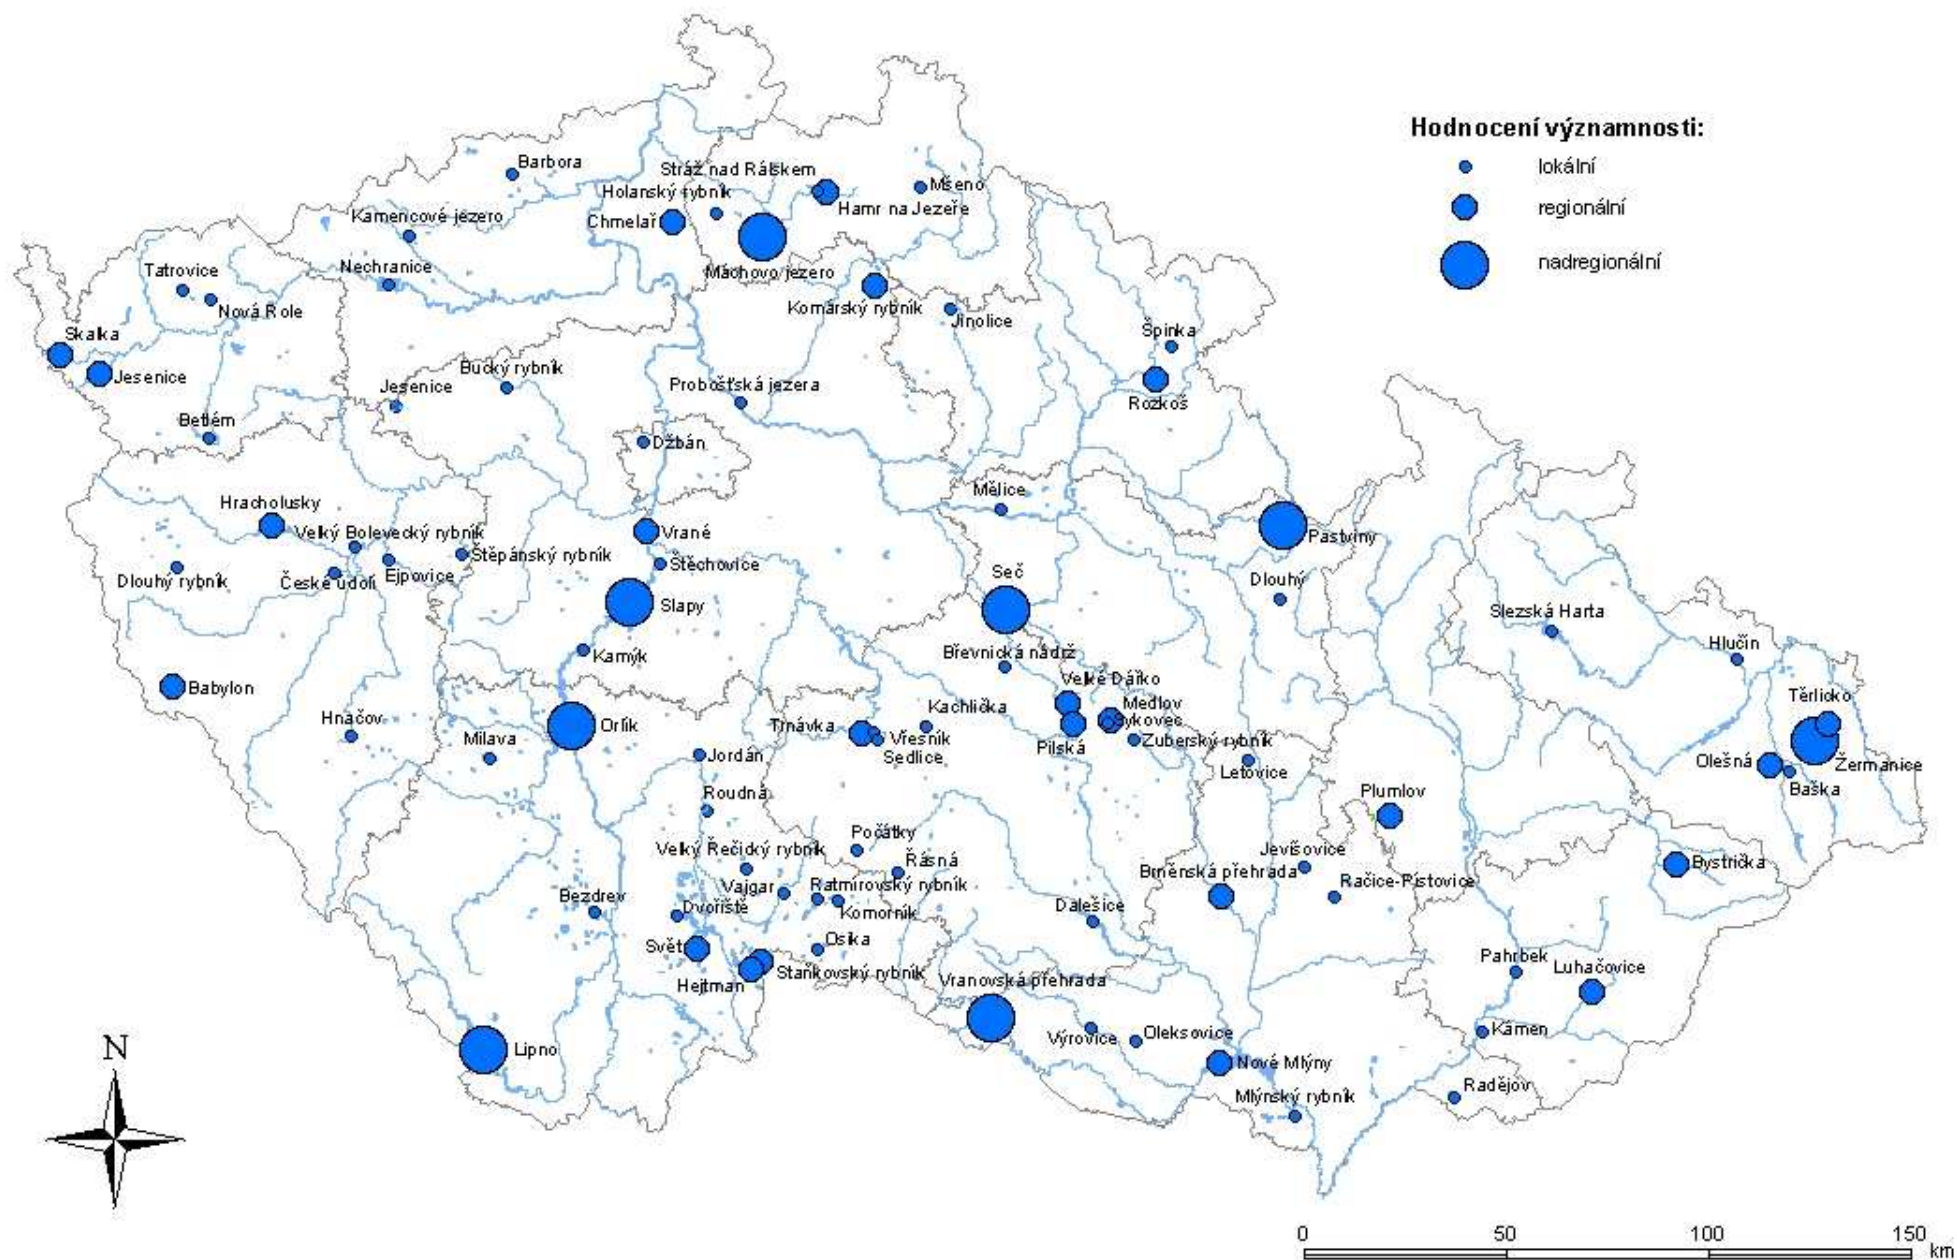 Hodnocení významnosti:
lokální
regionální
nadregionální
Barbora
Stráž nad Ralskem
Holanský rybník
Mšeno
Hamr na Jezeře
Chmelař
Kamencové jezero
Máchovo jezero
Nechranice
Tatrovice
Nová Role
Komárský rybník
Jinolice
Skalka
Špinka
Jesenice
Bucký rybník
Jesenice
Probošťská jezera
Rozkoš
Betlém
Džbán
Mělice
Hracholusky
Velký Bolevecký rybník
Vrané
Pastviny
Štěpánský rybník
Štěchovice
Dlouhý rybník
České údolí
Ejpovice
Seč
Dlouhý
Slapy
Slezská Harta
Kamýk
Břevnická nádrž
Hlučín
Babylon
Velké Dářko
Těrlicko
Kachlička
Medlov
Hnačov
Orlík
Trnávka
Sykovec
Milava
Vřesník
Pilská
Zuberský rybník
Jordán
Sedlice
Letovice
Olešná
Žermanice
Baška
Roudná
Plumlov
Počátky
Velký Řečický rybník
Řásná
Jevišovice
Bystřička
Vajgar
Ratmírovský rybník
Brněnská přehrada
Račice-Pístovice
Bezdrev
Dvořiště
Komorník
Dalešice
Svět
Osika
Pahrbek
Staňkovský rybník
Luhačovice
Hejtman
Vranovská přehrada
Výrovice
Oleksovice
Kámen
Lipno
Nové Mlýny
Radějov
Mlýnský rybník
N
0 50 100 150
km